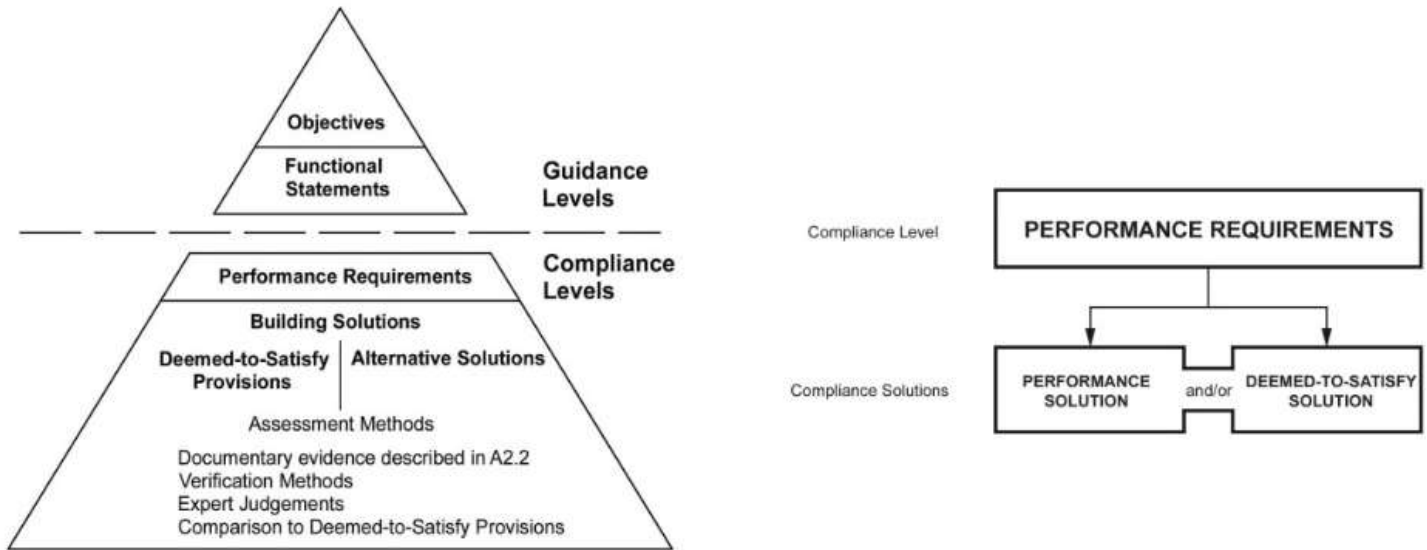 Objectives
Functional
Statements
Guidance
Levels
Performance Requirements
Compliance
Levels
Building Solutions
Deemed-to-Satisfy
Provisions
Alternative Solutions
Assessment Methods
Documentary evidence described in A2.2
Verification Methods
Expert Judgements
Comparison to Deemed-to-Satisfy Provisions
Compliance Level
PERFORMANCE REQUIREMENTS
Compliance Solutions
PERFORMANCE
SOLUTION
and/or
DEEMED-TO-SATISFY
SOLUTION